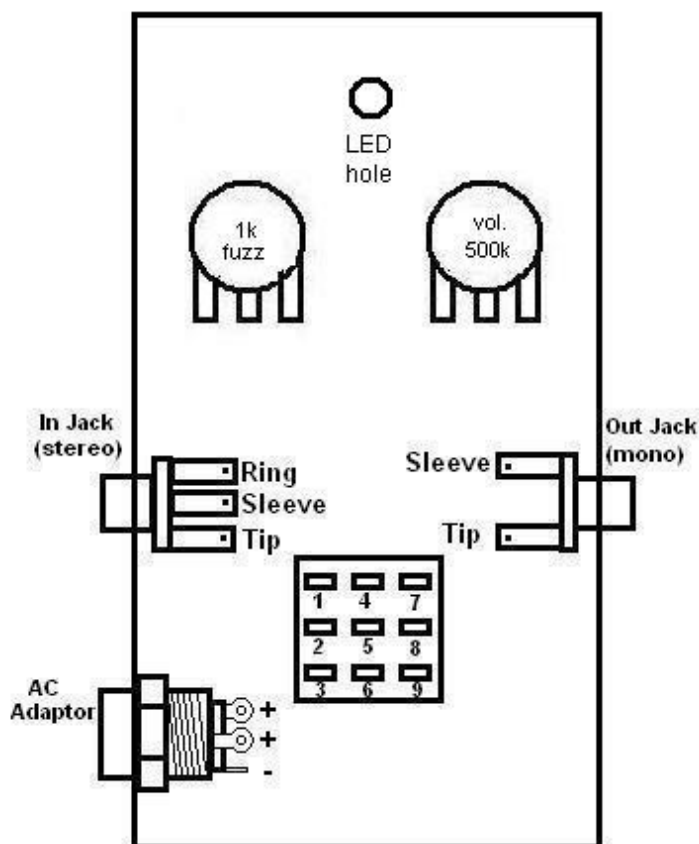 LED
hole
1k
fuzz
vol.
500k
In Jack
(stereo)
Ring
Sleeve
Tip
Out Jack
(mono)
Sleeve
Tip
1 4 7
2 5 8
3 6 9
AC
Adaptor
+
+
-